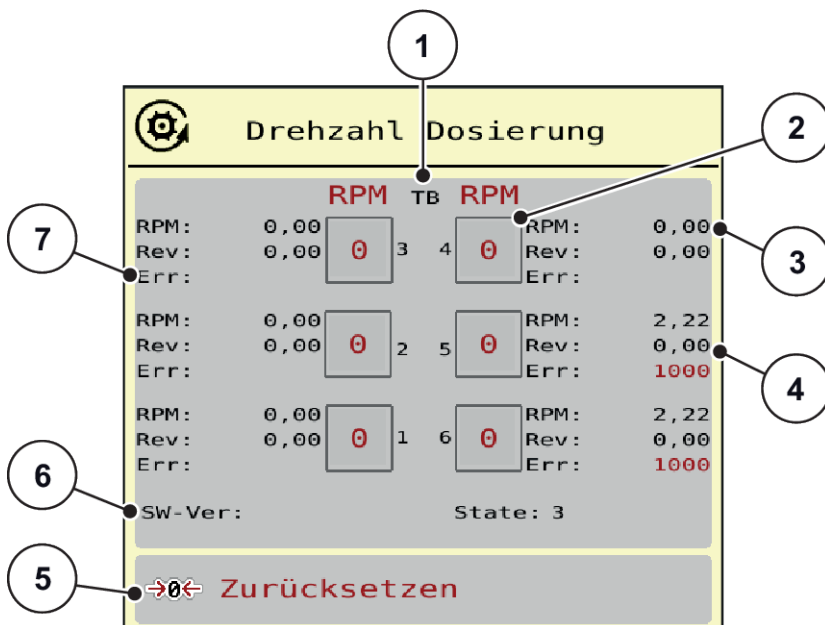 1
Drehzahl Dosierung
2
RPM TB RPM
RPM: 0,00 RPM: 0,00
7 Rev: 0,00 0 3 4 0 Rev: 0,00 3
Err: Err:
RPM: 0,00 RPM: 2,22
Rev: 0,00 0 2 5 0 Rev: 0,00
Err: Err: 1000 4
RPM: 0,00 RPM: 2,22
Rev: 0,00 0 1 6 0 Rev: 0,00
6 Err: Err: 1000
SW-Ver: State: 3
5 →0← Zurücksetzen